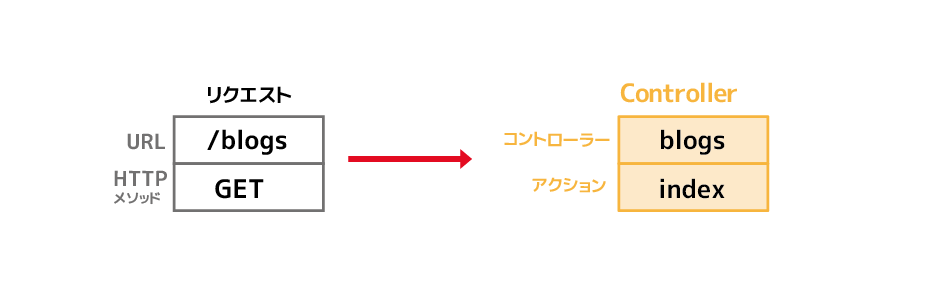 リクエスト
URL
/blogs
HTTP
メソッド
GET
Controller
コントローラー
blogs
アクション
index